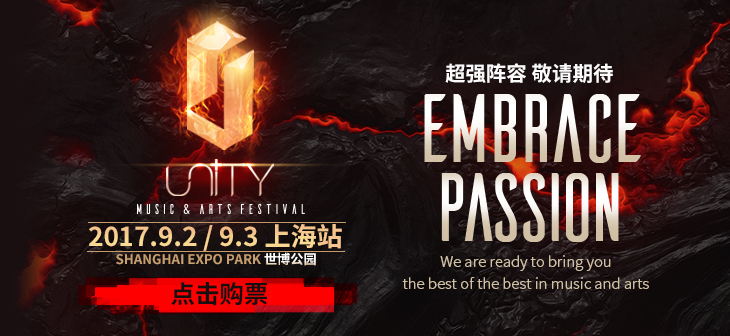 UNITY
MUSIC & ARTS FESTIVAL
2017.9.2 / 9.3 上海站
SHANGHAI EXPO PARK 世博公园
点击购票
超强阵容 敬请期待
EMBRACE
PASSION
We are ready to bring you
the best of the best in music and arts